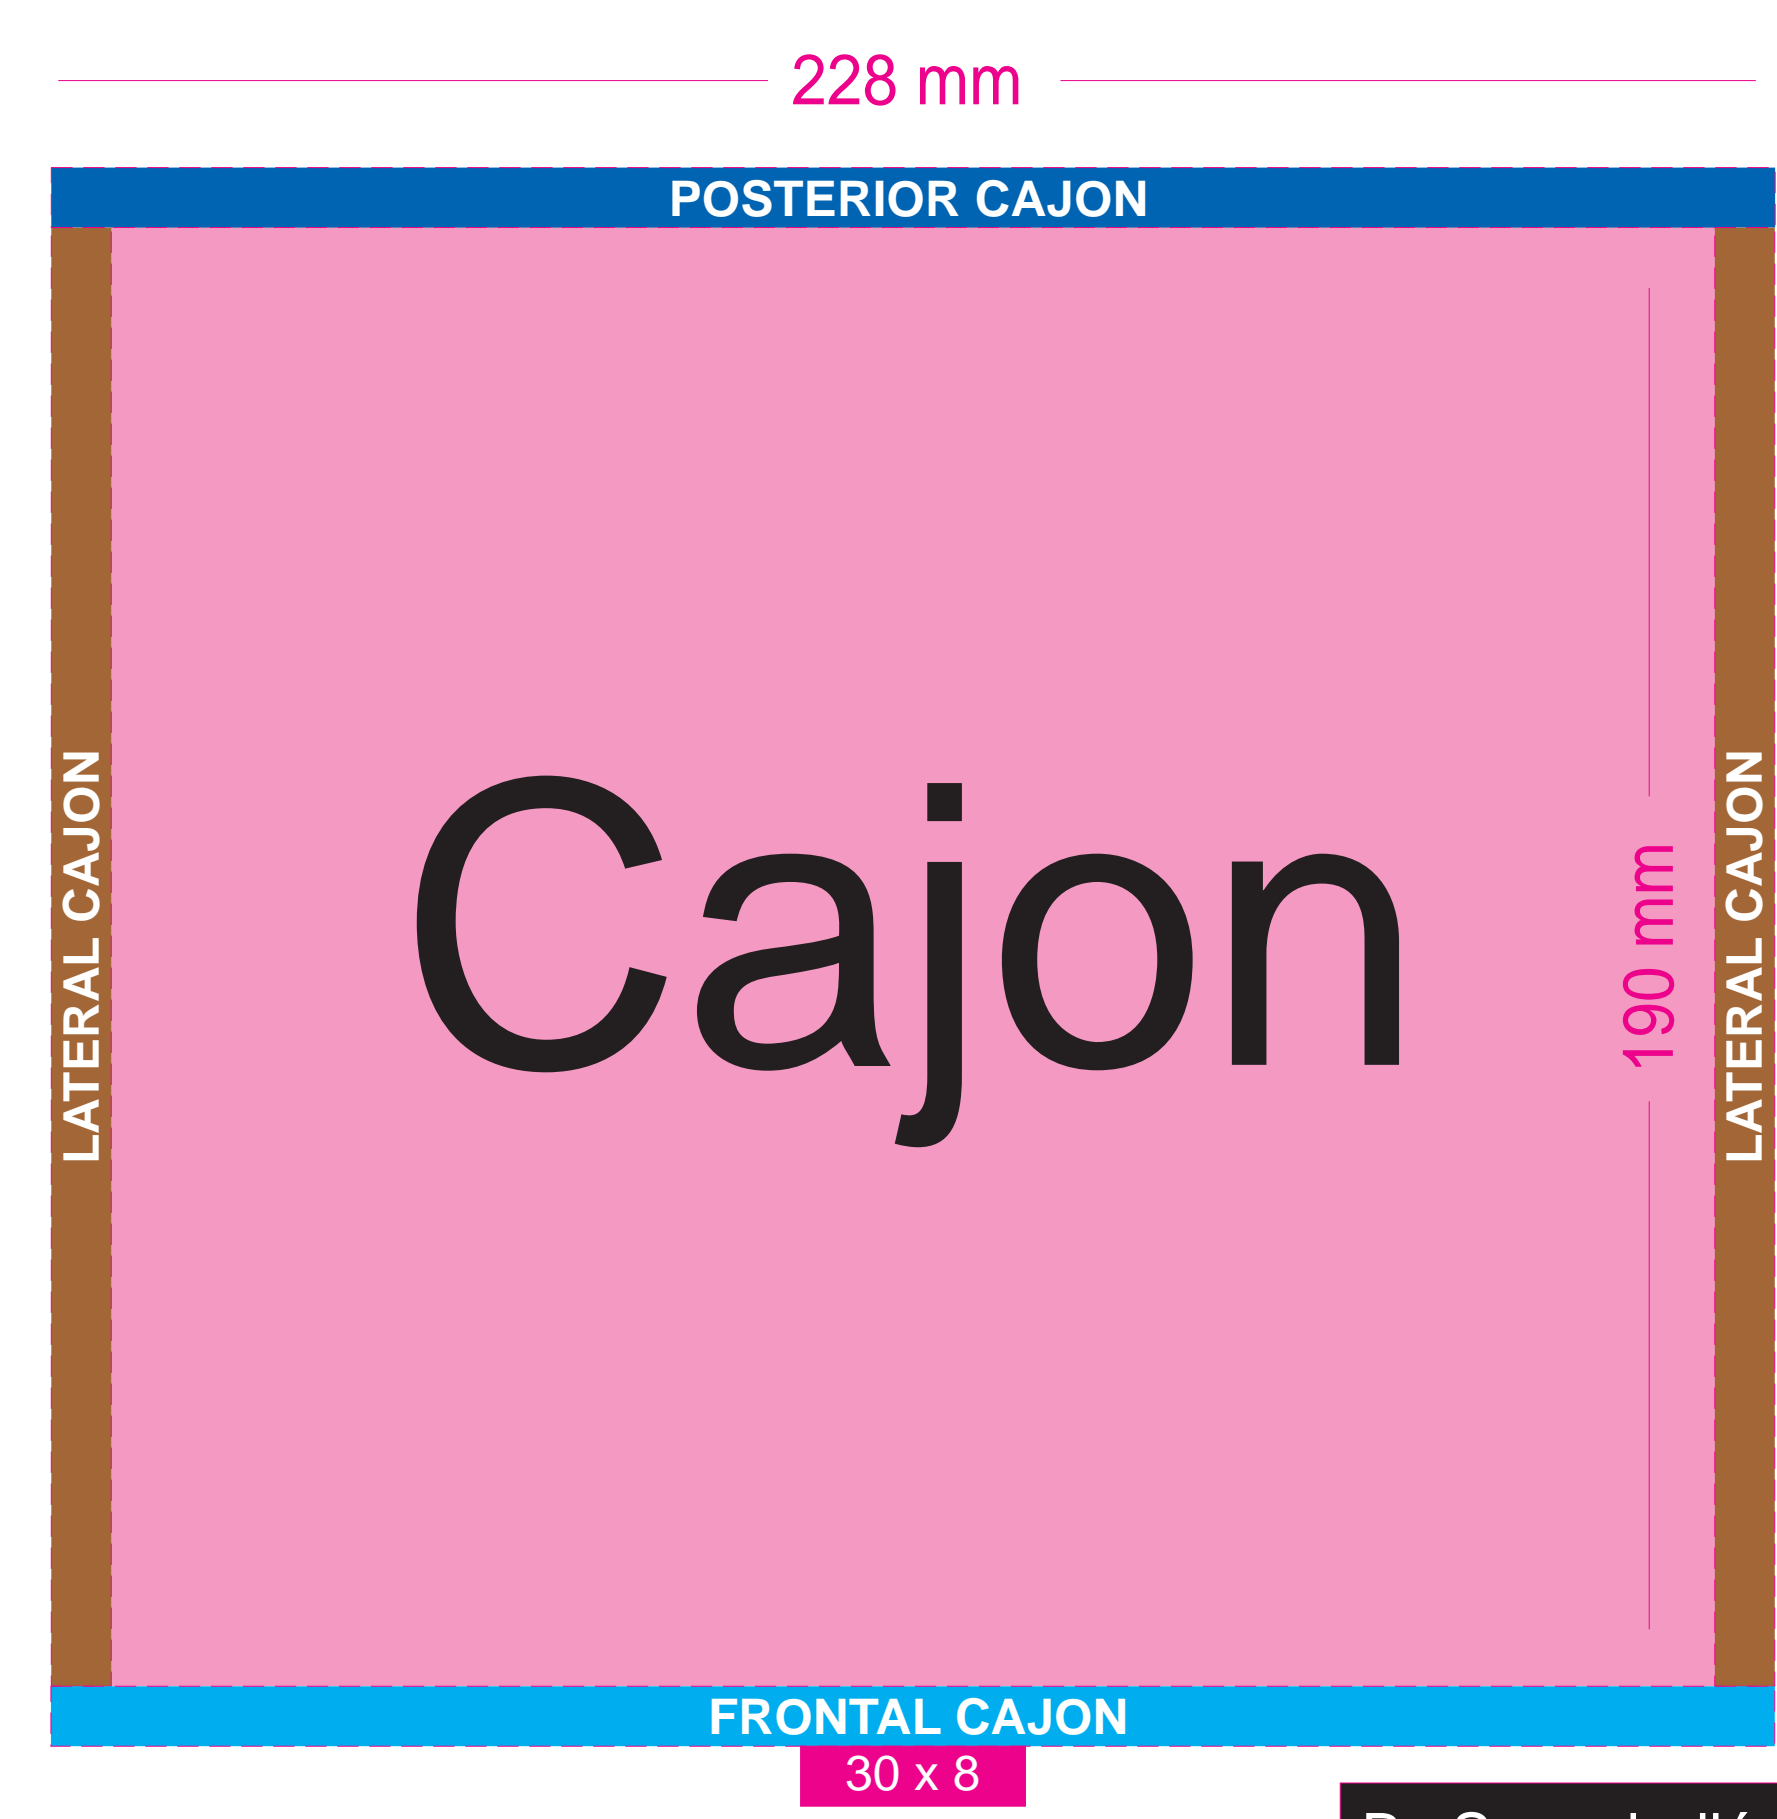 228 mm
POSTERIOR CAJON
LATERAL CAJON
Cajon
190 mm
LATERAL CAJON
FRONTAL CAJON
30 x 8